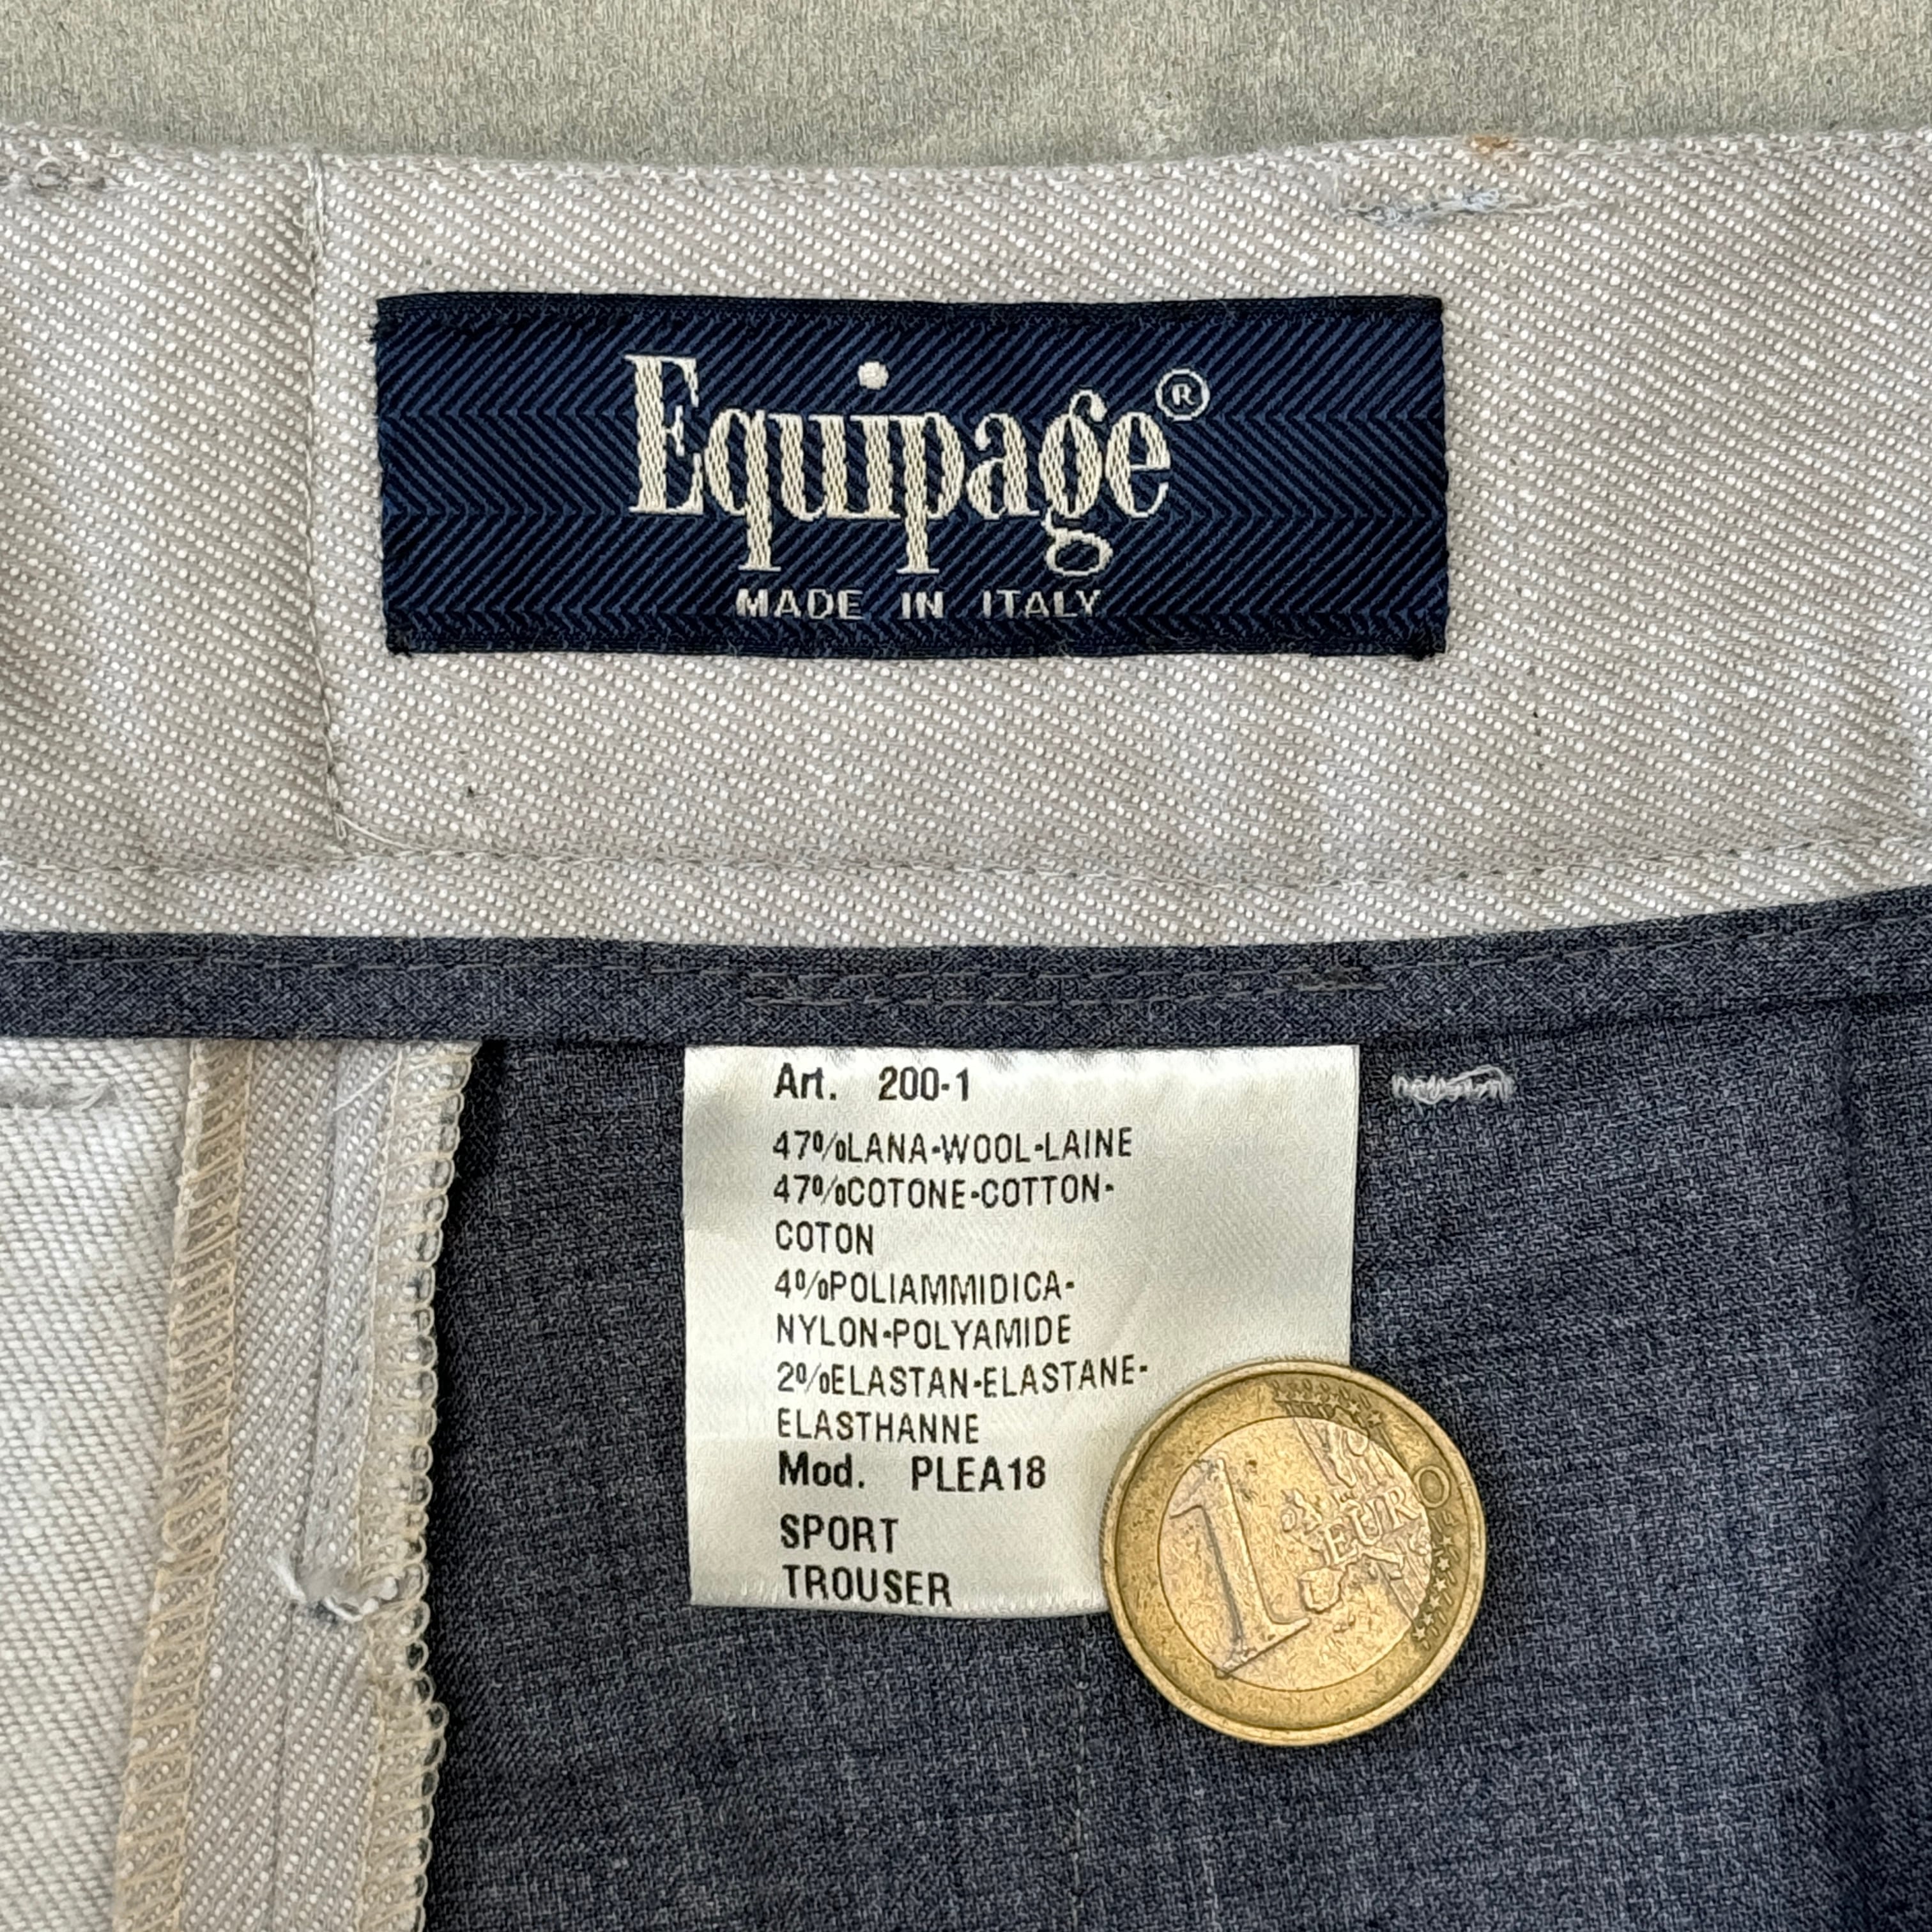 Equipage®
MADE IN ITALY
Art. 200-1
47%LANA-WOOL-LAINE
47%COTONE-COTTON-
COTON
4%POLIAMMIDICA-
NYLON-POLYAMIDE
2%ELASTAN-ELASTANE-
ELASTHANNE
Mod. PLEA18
SPORT
TROUSER
1
EURO